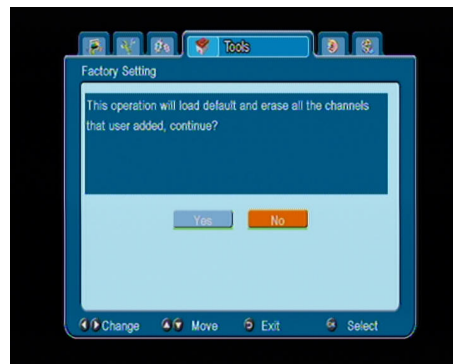 Tools
Factory Setting
This operation will load default and erase all the channels
that user added, continue?
Yes No
Change Move Exit Select